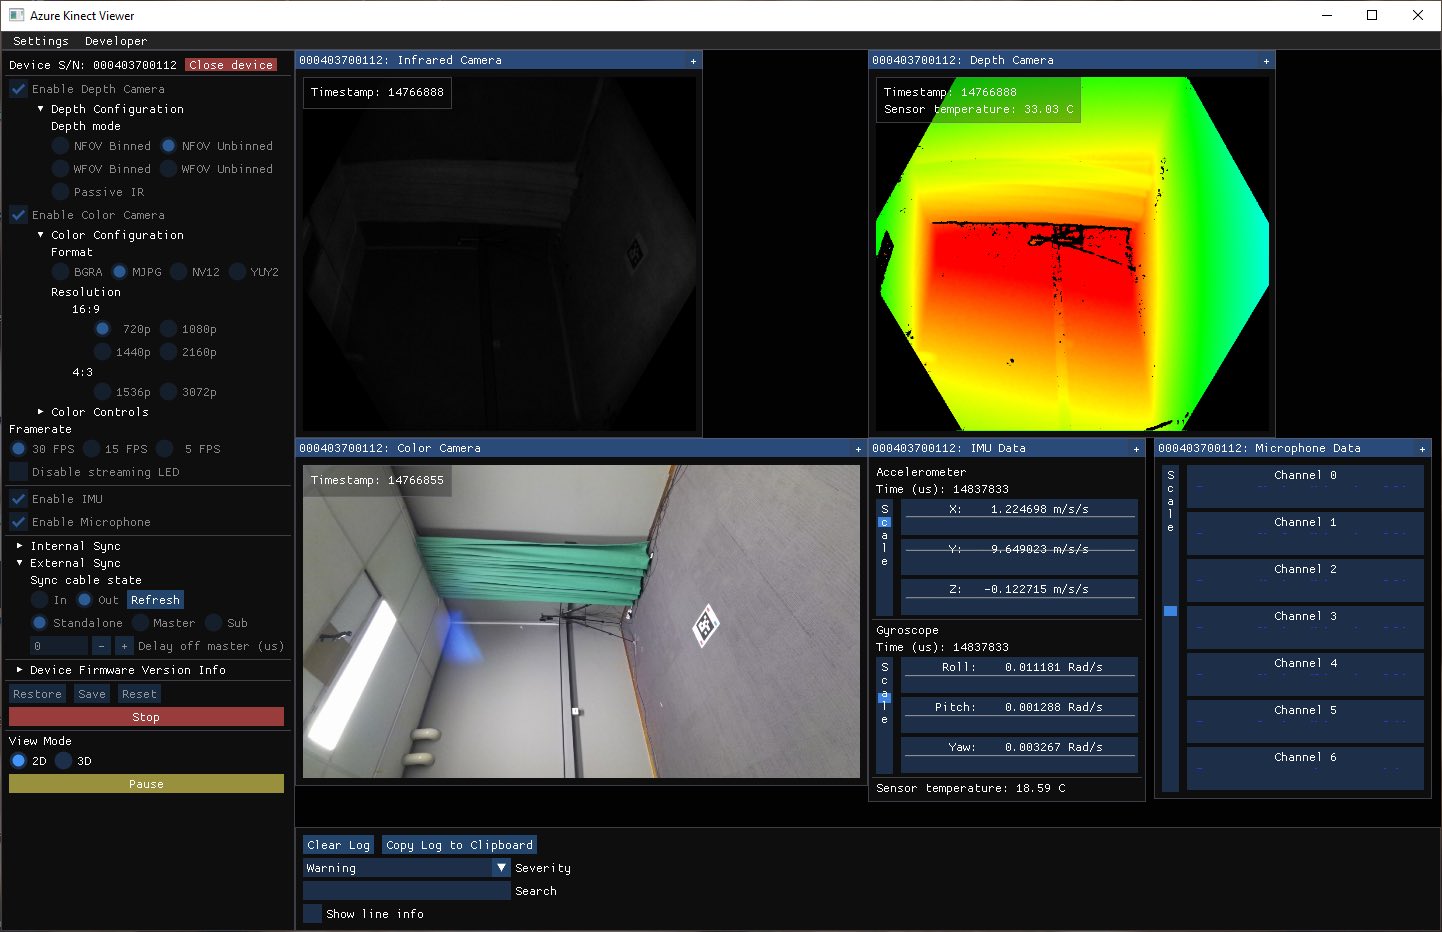 Azure Kinect Viewer
Settings Developer
Device S/N: 000403700112 Close device
Enable Depth Camera
Depth Configuration
Depth mode
NFOV Binned NFOV Unbinned
WFOV Binned WFOV Unbinned
Passive IR
Enable Color Camera
Color Configuration
Format
BGRA MJPG NV12 YUY2
Resolution
16:9
720p 1080p
1440p 2160p
4:3
1536p 3072p
Color Controls
Framerate
30 FPS 15 FPS 5 FPS
Disable streaming LED
Enable IMU
Enable Microphone
Internal Sync
External Sync
Sync cable state
In Out Refresh
Standalone Master Sub
0 - + Delay off master (us)
Device Firmware Version Info
Restore Save Reset
Stop
View Mode
2D 3D
Pause
000403700112: Infrared Camera +
Timestamp: 14766888
000403700112: Depth Camera +
Timestamp: 14766888
Sensor temperature: 33.03 C
000403700112: Color Camera +
Timestamp: 14766855
000403700112: IMU Data +
Accelerometer
Time (us): 14837833
Scale
X: 1.224698 m/s/s
Y: 9.649023 m/s/s
Z: -0.122715 m/s/s
Gyroscope
Time (us): 14837833
Scale
Roll: 0.011181 Rad/s
Pitch: 0.001288 Rad/s
Yaw: 0.003267 Rad/s
Sensor temperature: 18.59 C
000403700112: Microphone Data +
Scale
Channel 0
Channel 1
Channel 2
Channel 3
Channel 4
Channel 5
Channel 6
Clear Log Copy Log to Clipboard
Warning Severity
Search
Show line info